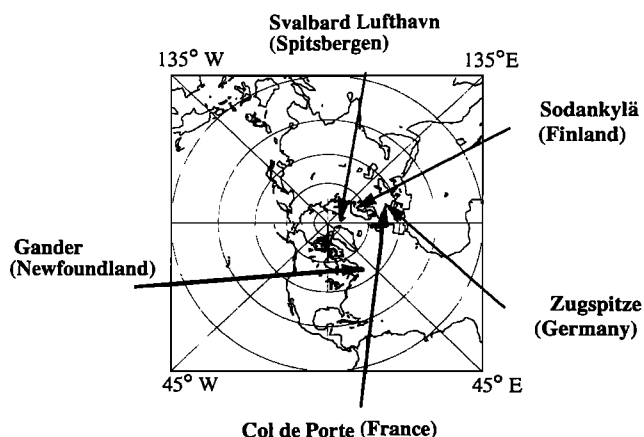 Svalbard Lufthavn
(Spitsbergen)
135° W
135°E
Sodankylä
(Finland)
Gander
(Newfoundland)
Zugspitze
(Germany)
45° W
45° E
Col de Porte (France)